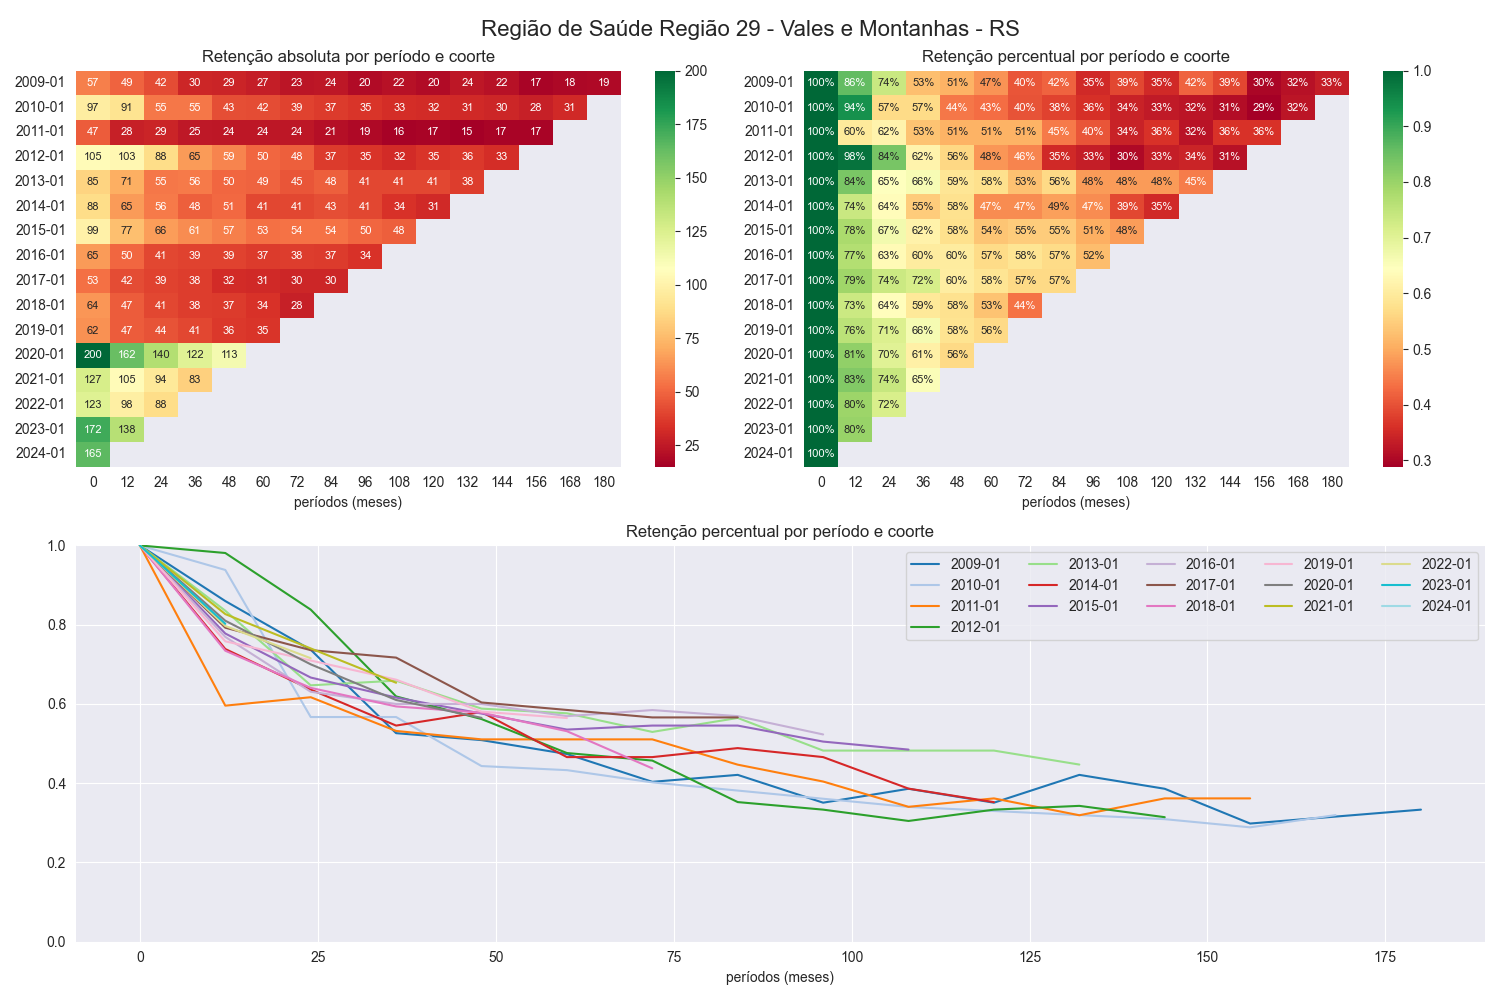 Região de Saúde Região 29 - Vales e Montanhas - RS
Retenção absoluta por período e coorte
2009-01 57 49 42 30 29 27 23 24 20 22 20 24 22 17 18 19
2010-01 97 91 55 55 43 42 39 37 35 33 32 31 30 28 31
2011-01 47 28 29 25 24 24 24 21 19 16 17 15 17 17
2012-01 105 103 88 65 59 50 48 37 35 32 35 36 33
2013-01 85 71 55 56 50 49 45 48 41 41 41 38
2014-01 88 65 56 48 51 41 41 43 41 34 31
2015-01 99 77 66 61 57 53 54 54 50 48
2016-01 65 50 41 39 39 37 38 37 34
2017-01 53 42 39 38 32 31 30 30
2018-01 64 47 41 38 37 34 28
2019-01 62 47 44 41 36 35
2020-01 200 162 140 122 113
2021-01 127 105 94 83
2022-01 123 98 88
2023-01 172 138
2024-01 165
0 12 24 36 48 60 72 84 96 108 120 132 144 156 168 180
períodos (meses)
200
175
150
125
100
75
50
25
Retenção percentual por período e coorte
2009-01 100% 86% 74% 53% 51% 47% 40% 42% 35% 39% 35% 42% 39% 30% 32% 33%
2010-01 100% 94% 57% 57% 44% 43% 40% 38% 36% 34% 33% 32% 31% 29% 32%
2011-01 100% 60% 62% 53% 51% 51% 51% 45% 40% 34% 36% 32% 36% 36%
2012-01 100% 98% 84% 62% 56% 48% 46% 35% 33% 30% 33% 34% 31%
2013-01 100% 84% 65% 66% 59% 58% 53% 56% 48% 48% 48% 45%
2014-01 100% 74% 64% 55% 58% 47% 47% 49% 47% 39% 35%
2015-01 100% 78% 67% 62% 58% 54% 55% 55% 51% 48%
2016-01 100% 77% 63% 60% 60% 57% 58% 57% 52%
2017-01 100% 79% 74% 72% 60% 58% 57% 57%
2018-01 100% 73% 64% 59% 58% 53% 44%
2019-01 100% 76% 71% 66% 58% 56%
2020-01 100% 81% 70% 61% 56%
2021-01 100% 83% 74% 65%
2022-01 100% 80% 72%
2023-01 100% 80%
2024-01 100%
0 12 24 36 48 60 72 84 96 108 120 132 144 156 168 180
períodos (meses)
1.0
0.9
0.8
0.7
0.6
0.5
0.4
0.3
Retenção percentual por período e coorte
1.0
0.8
0.6
0.4
0.2
0.0
2009-01 2013-01 2016-01 2019-01 2022-01
2010-01 2014-01 2017-01 2020-01 2023-01
2011-01 2015-01 2018-01 2021-01 2024-01
2012-01
0 25 50 75 100 125 150 175
períodos (meses)